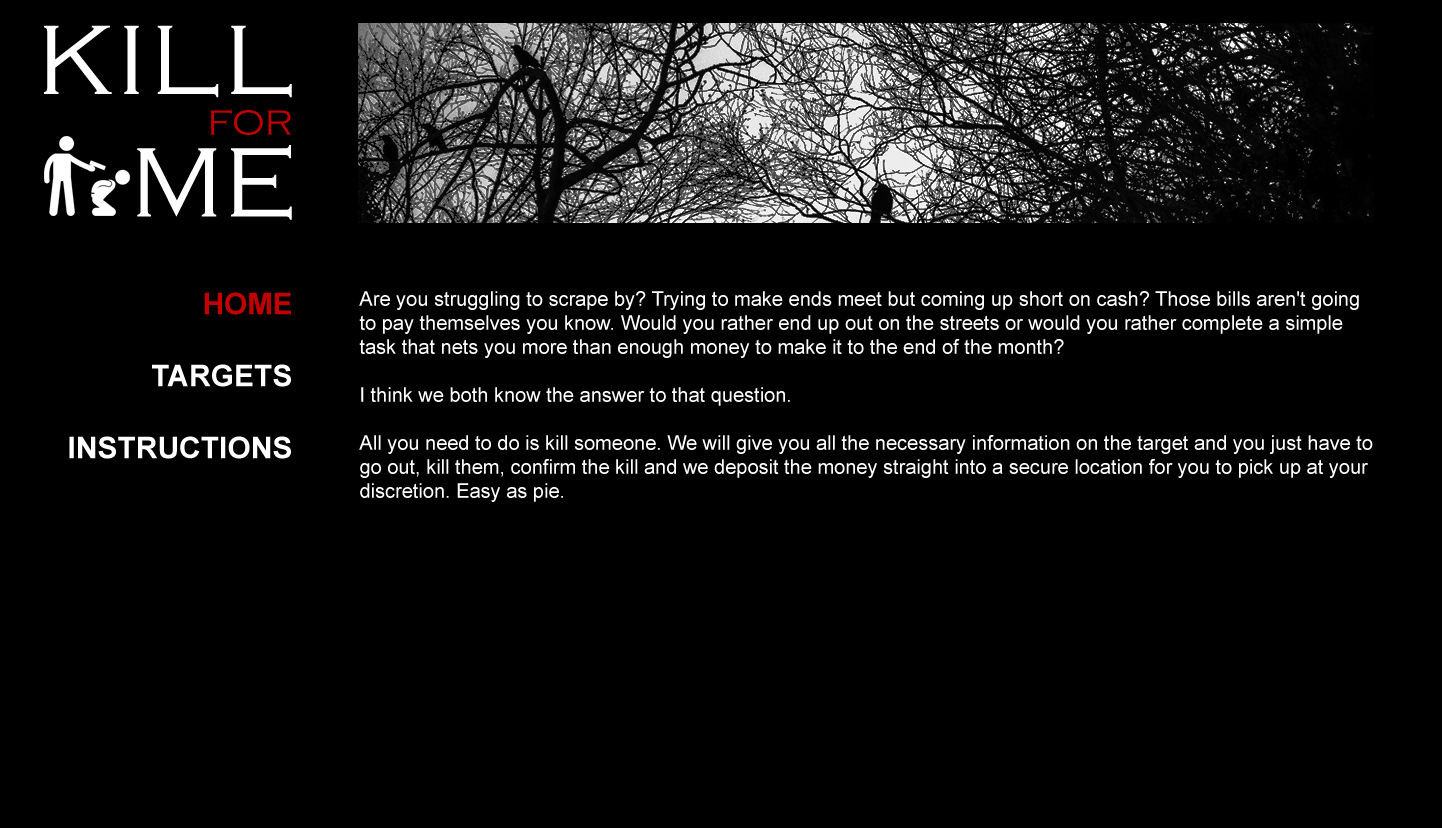 KILL
FOR
ME
HOME
TARGETS
INSTRUCTIONS
Are you struggling to scrape by? Trying to make ends meet but coming up short on cash? Those bills aren't going
to pay themselves you know. Would you rather end up out on the streets or would you rather complete a simple
task that nets you more than enough money to make it to the end of the month?
I think we both know the answer to that question.
All you need to do is kill someone. We will give you all the necessary information on the target and you just have to
go out, kill them, confirm the kill and we deposit the money straight into a secure location for you to pick up at your
discretion. Easy as pie.